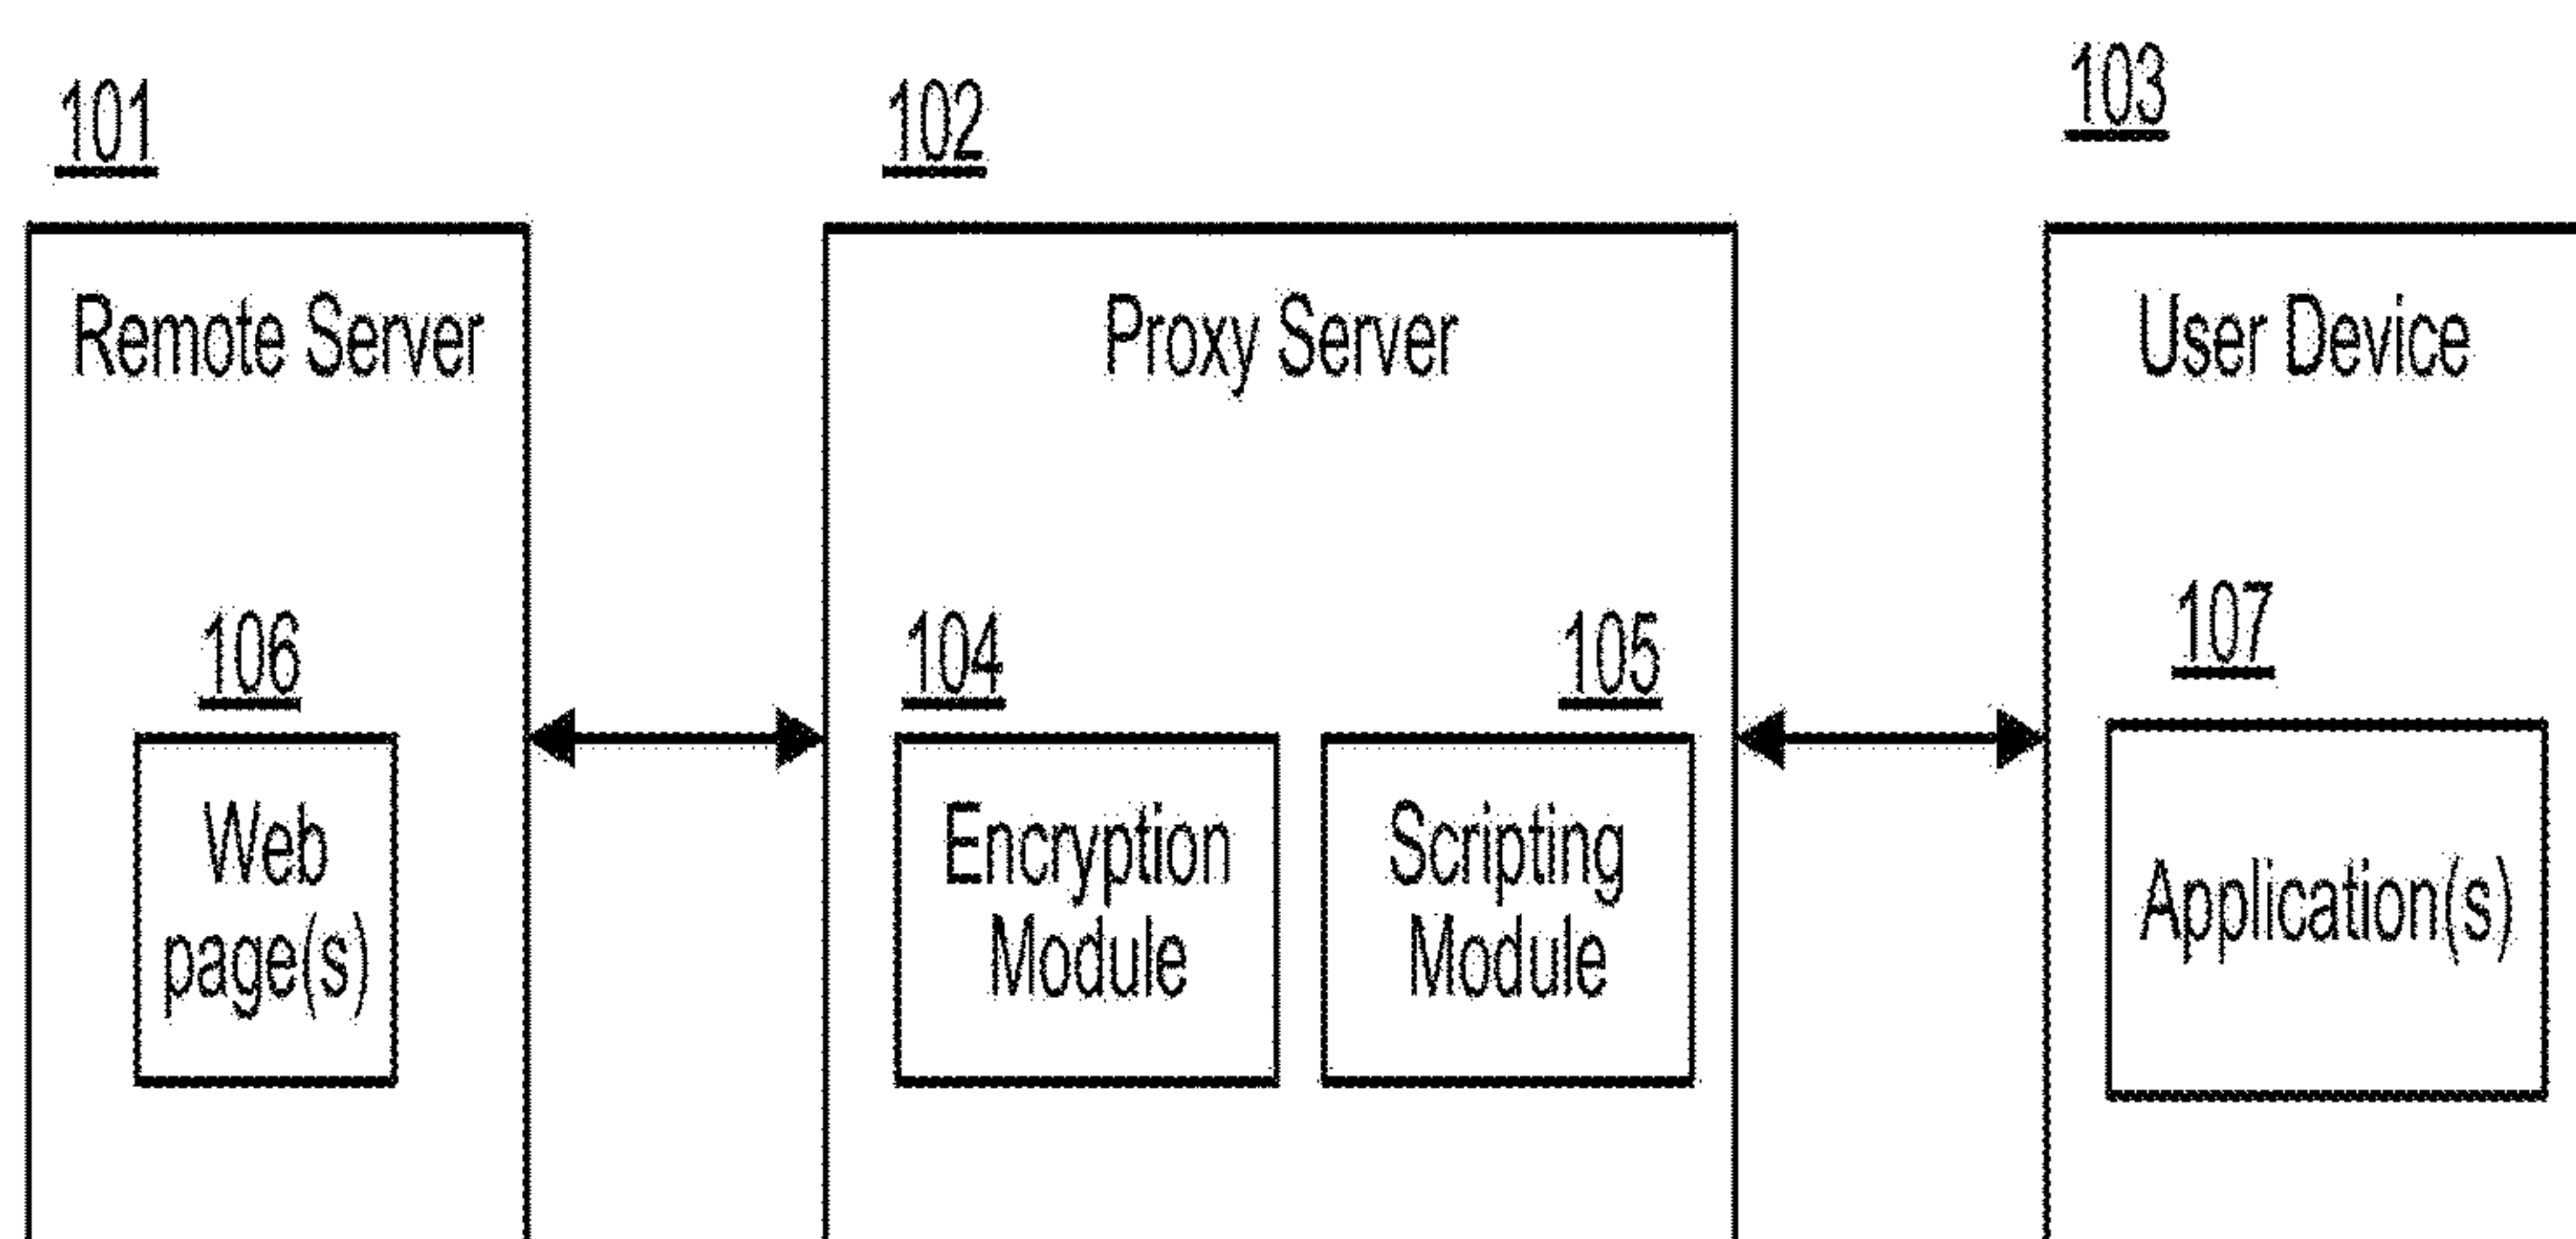 101
102
103
Remote Server
Proxy Server
User Device
106
104
105
107
Web
page(s)
Encryption
Module
Scripting
Module
Application(s)